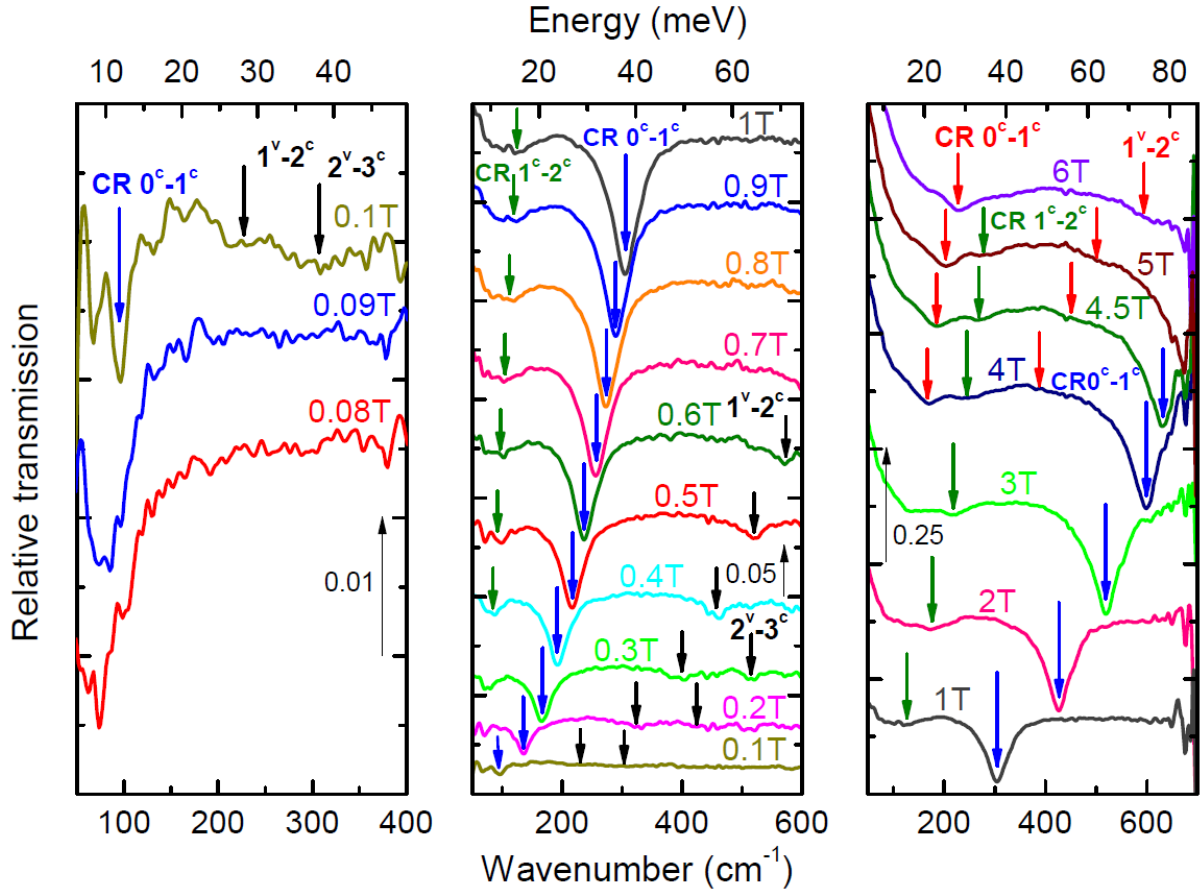 Energy (meV)
10 20 30 40
20 40 60
20 40 60 80
Relative transmission
CR 0ᶜ-1ᶜ
1ᵛ-2ᶜ
2ᵛ-3ᶜ
0.1T
0.09T
0.08T
0.01
CR 0ᶜ-1ᶜ
CR 1ᶜ-2ᶜ
1T
0.9T
0.8T
0.7T
1ᵛ-2ᶜ
0.6T
0.5T
0.4T
0.05
2ᵛ-3ᶜ
0.3T
0.2T
0.1T
CR 0ᶜ-1ᶜ
1ᵛ-2ᶜ
6T
CR 1ᶜ-2ᶜ
5T
4.5T
4T
CR0ᶜ-1ᶜ
3T
0.25
2T
1T
100 200 300 400
200 400 600
200 400 600
Wavenumber (cm⁻¹)